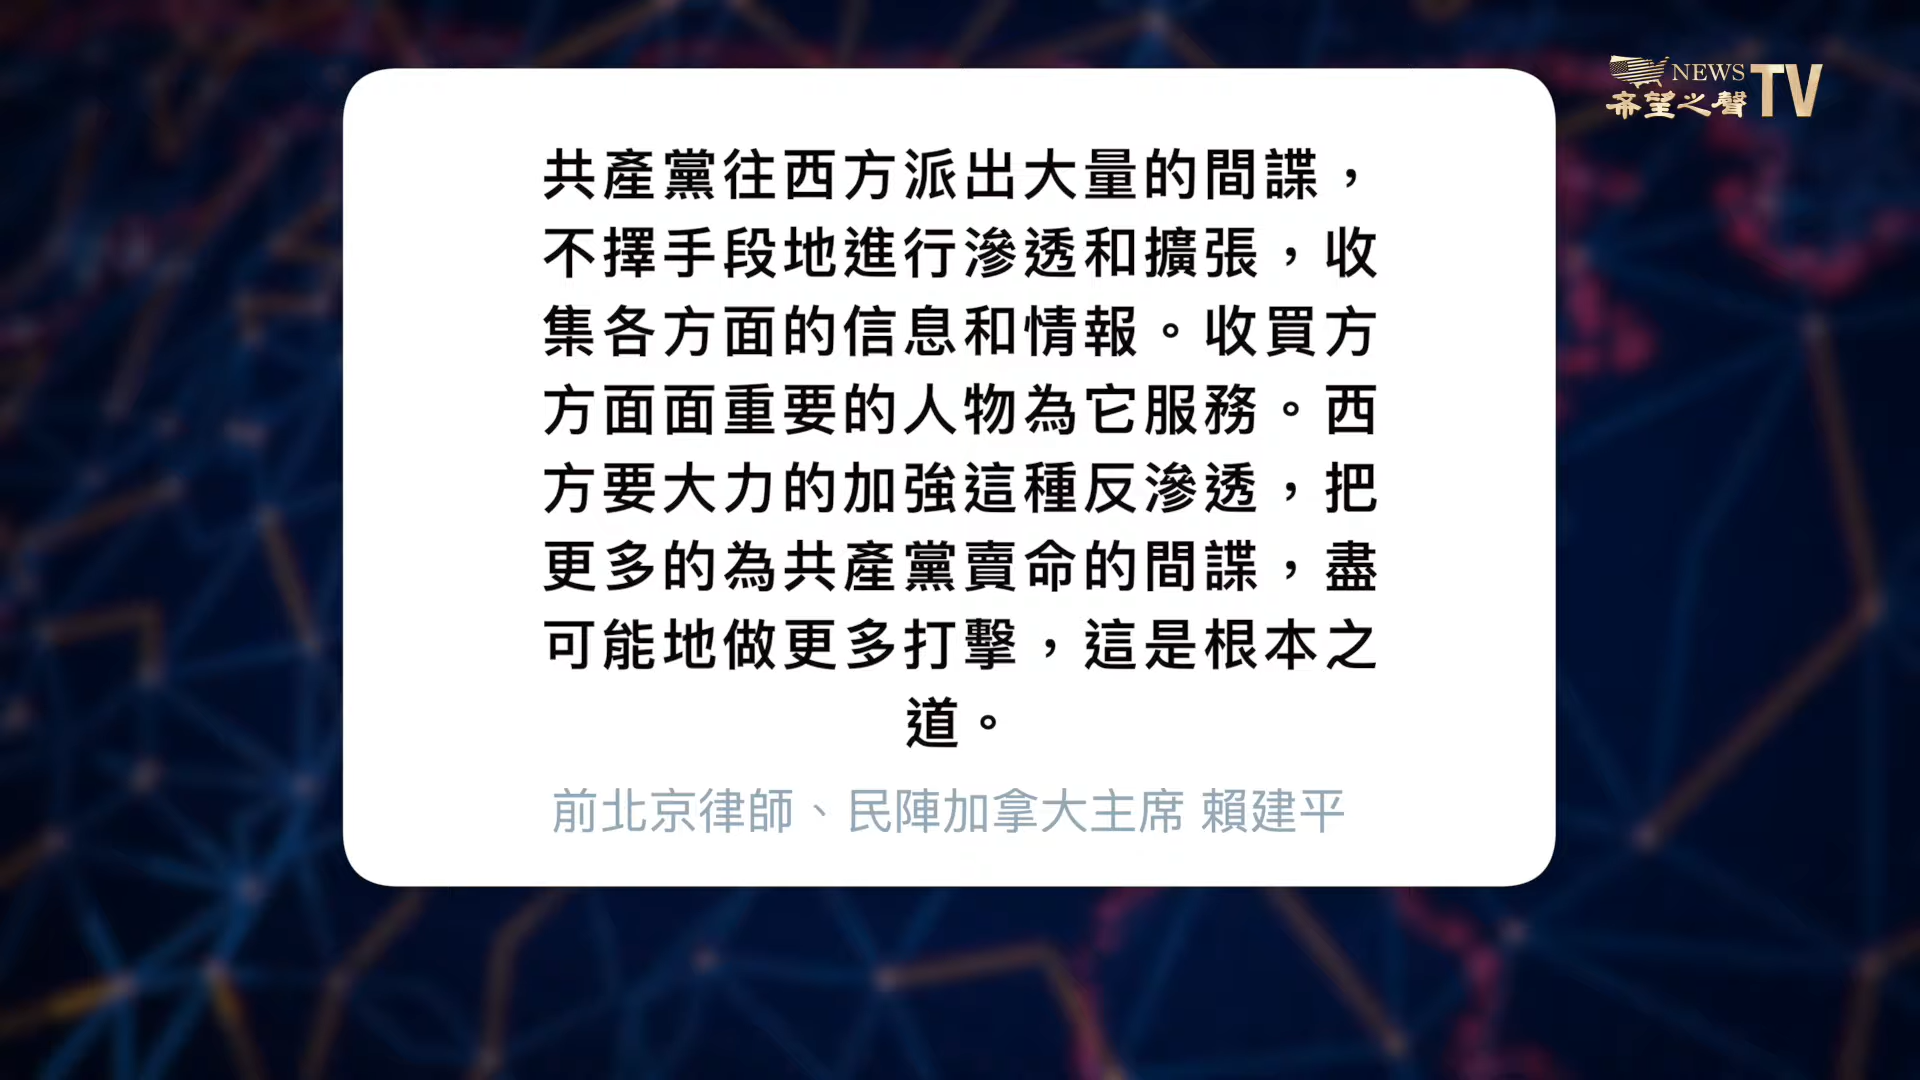 NEWS
希望之聲TV
共產黨往西方派出大量的間諜，
不擇手段地進行滲透和擴張，收
集各方面的信息和情報。收買方
方面面重要的人物為它服務。西
方要大力的加強這種反滲透，把
更多的為共產黨賣命的間諜，盡
可能地做更多打擊，這是根本之
道。
前北京律師、民陣加拿大主席 賴建平